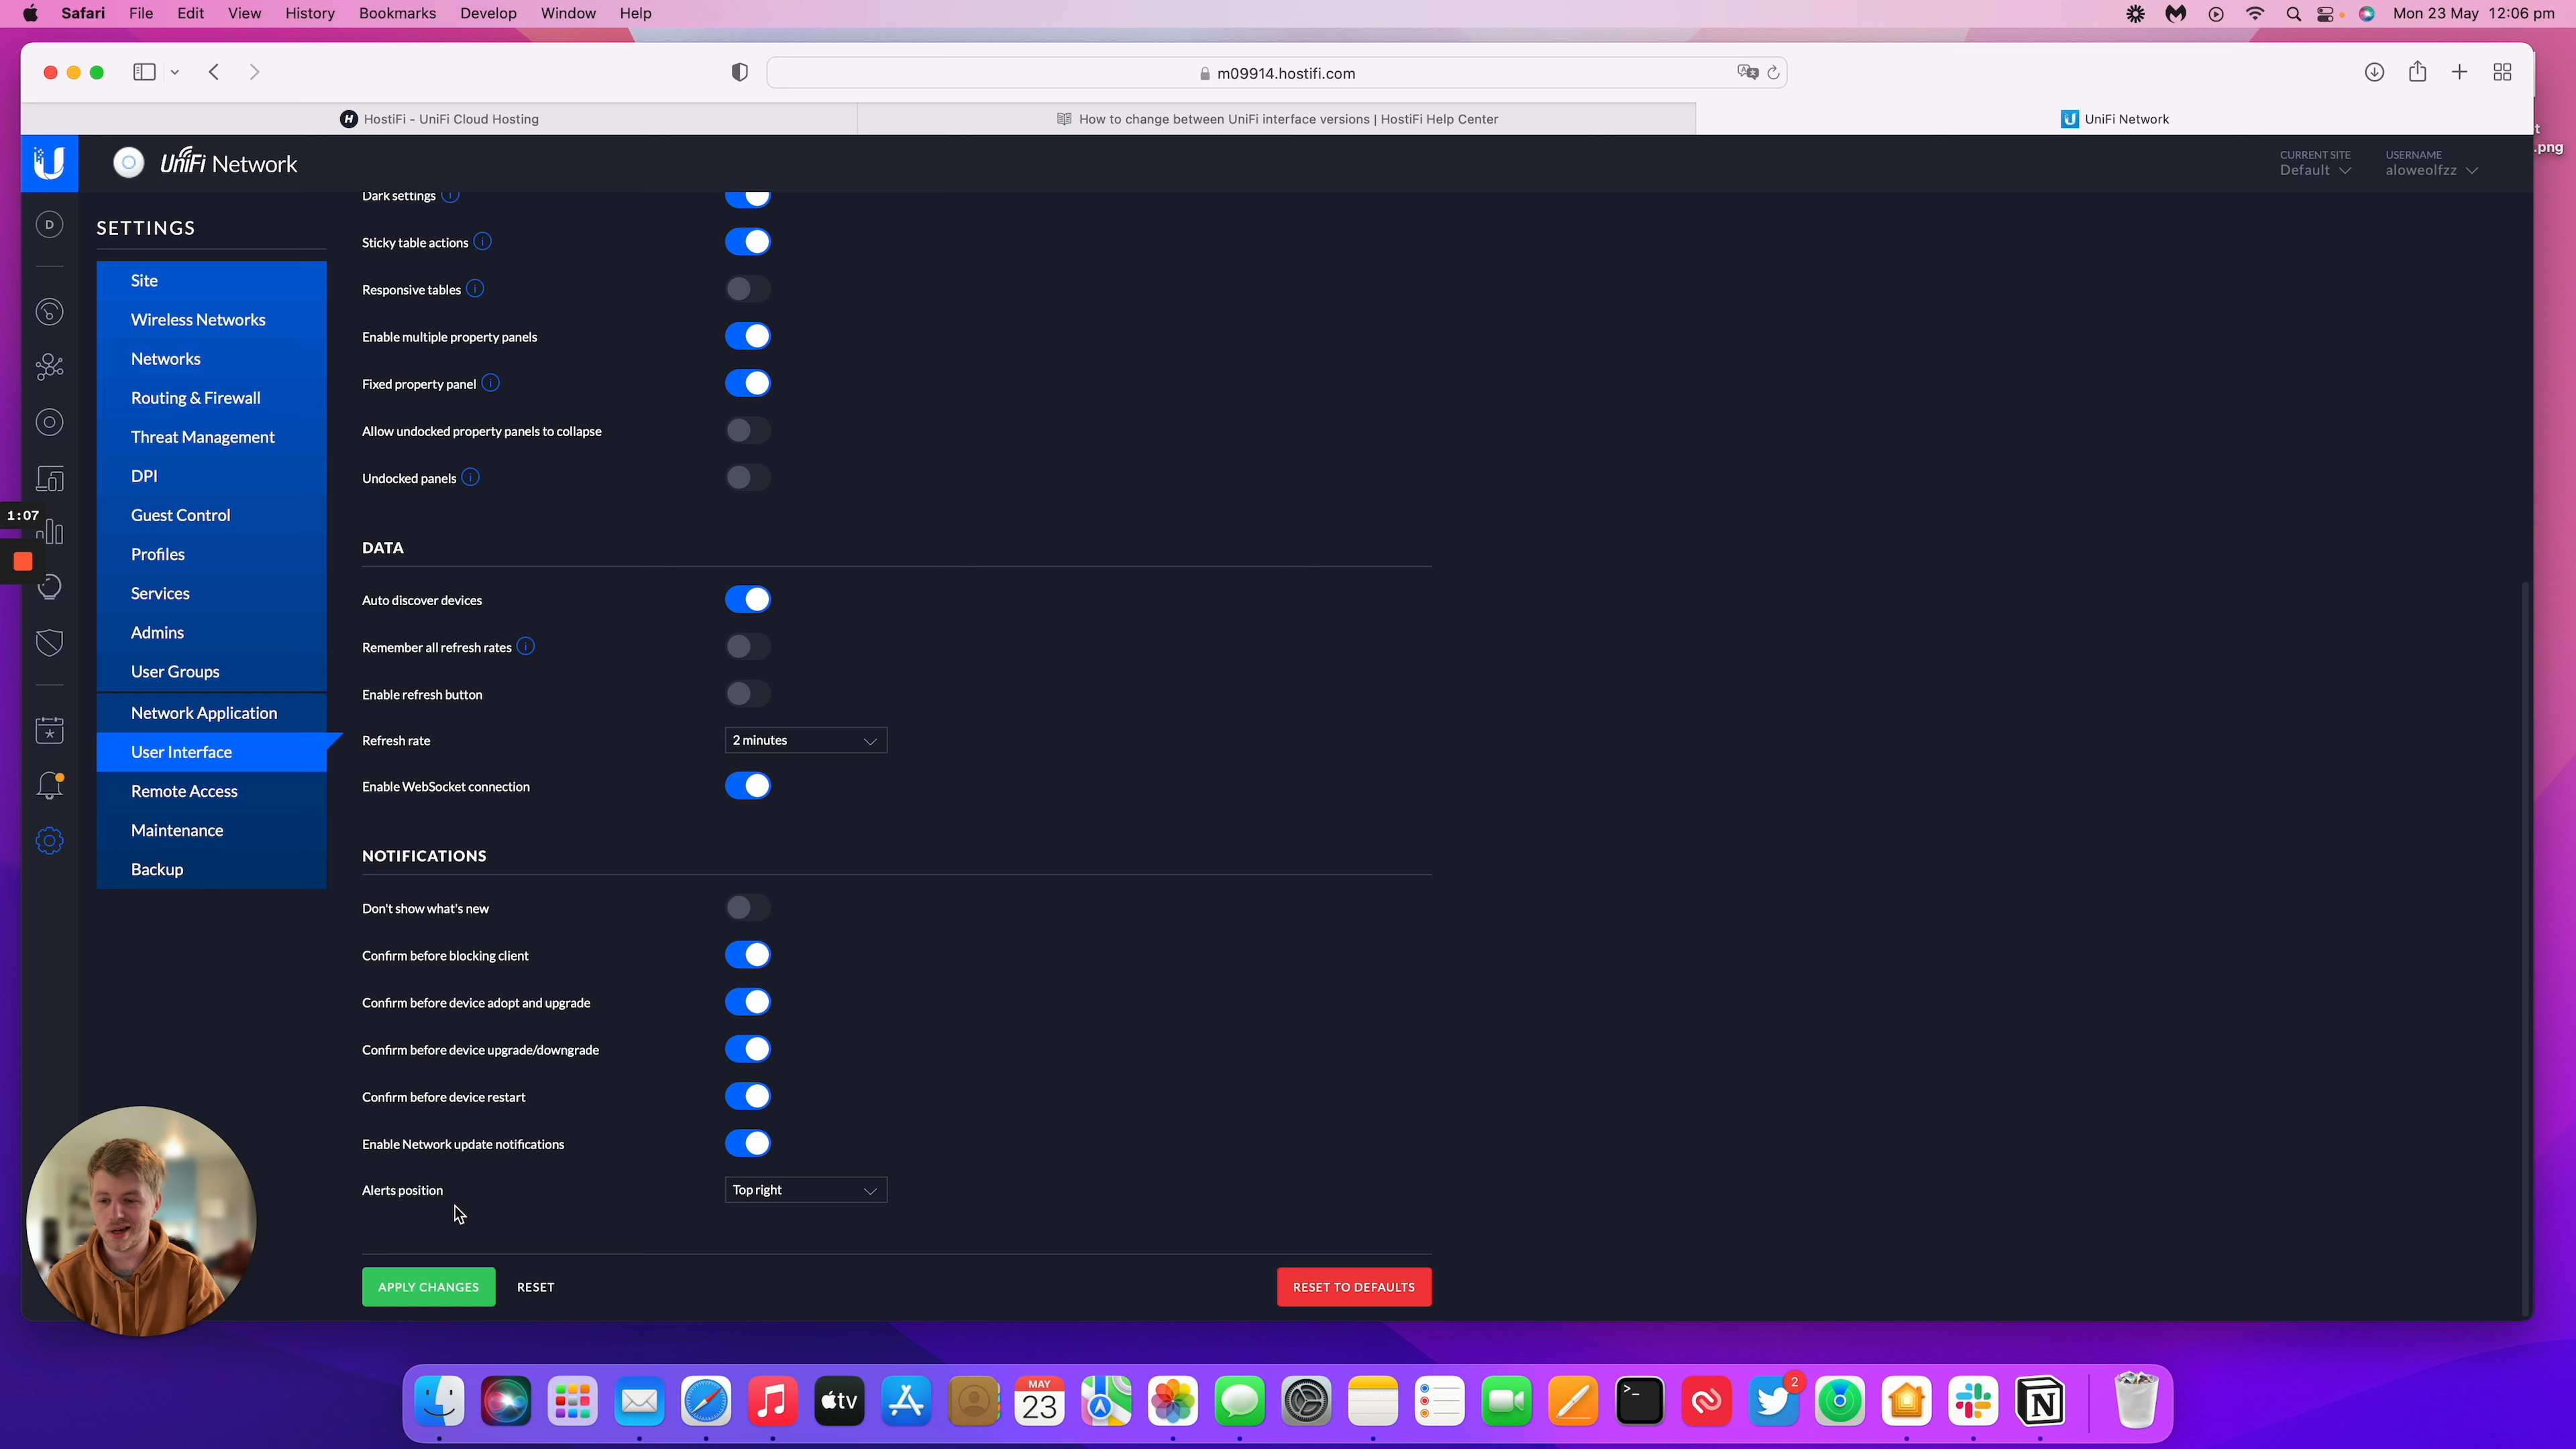 Safari File Edit View History Bookmarks Develop Window Help Mon 23 May 12:06 pm
m09914.hostifi.com
H HostiFi - UniFi Cloud Hosting
How to change between UniFi interface versions | HostiFi Help Center
UniFi Network
.png
UniFi Network
CURRENT SITE
Default
USERNAME
aloweolfzz
D
SETTINGS
Site
Wireless Networks
Networks
Routing & Firewall
Threat Management
DPI
Guest Control
Profiles
Services
Admins
User Groups
Network Application
User Interface
Remote Access
Maintenance
Backup
1:07
Dark settings
Sticky table actions
Responsive tables
Enable multiple property panels
Fixed property panel
Allow undocked property panels to collapse
Undocked panels
DATA
Auto discover devices
Remember all refresh rates
Enable refresh button
Refresh rate 2 minutes
Enable WebSocket connection
NOTIFICATIONS
Don't show what's new
Confirm before blocking client
Confirm before device adopt and upgrade
Confirm before device upgrade/downgrade
Confirm before device restart
Enable Network update notifications
Alerts position Top right
APPLY CHANGES RESET RESET TO DEFAULTS
tv
MAY
23
2